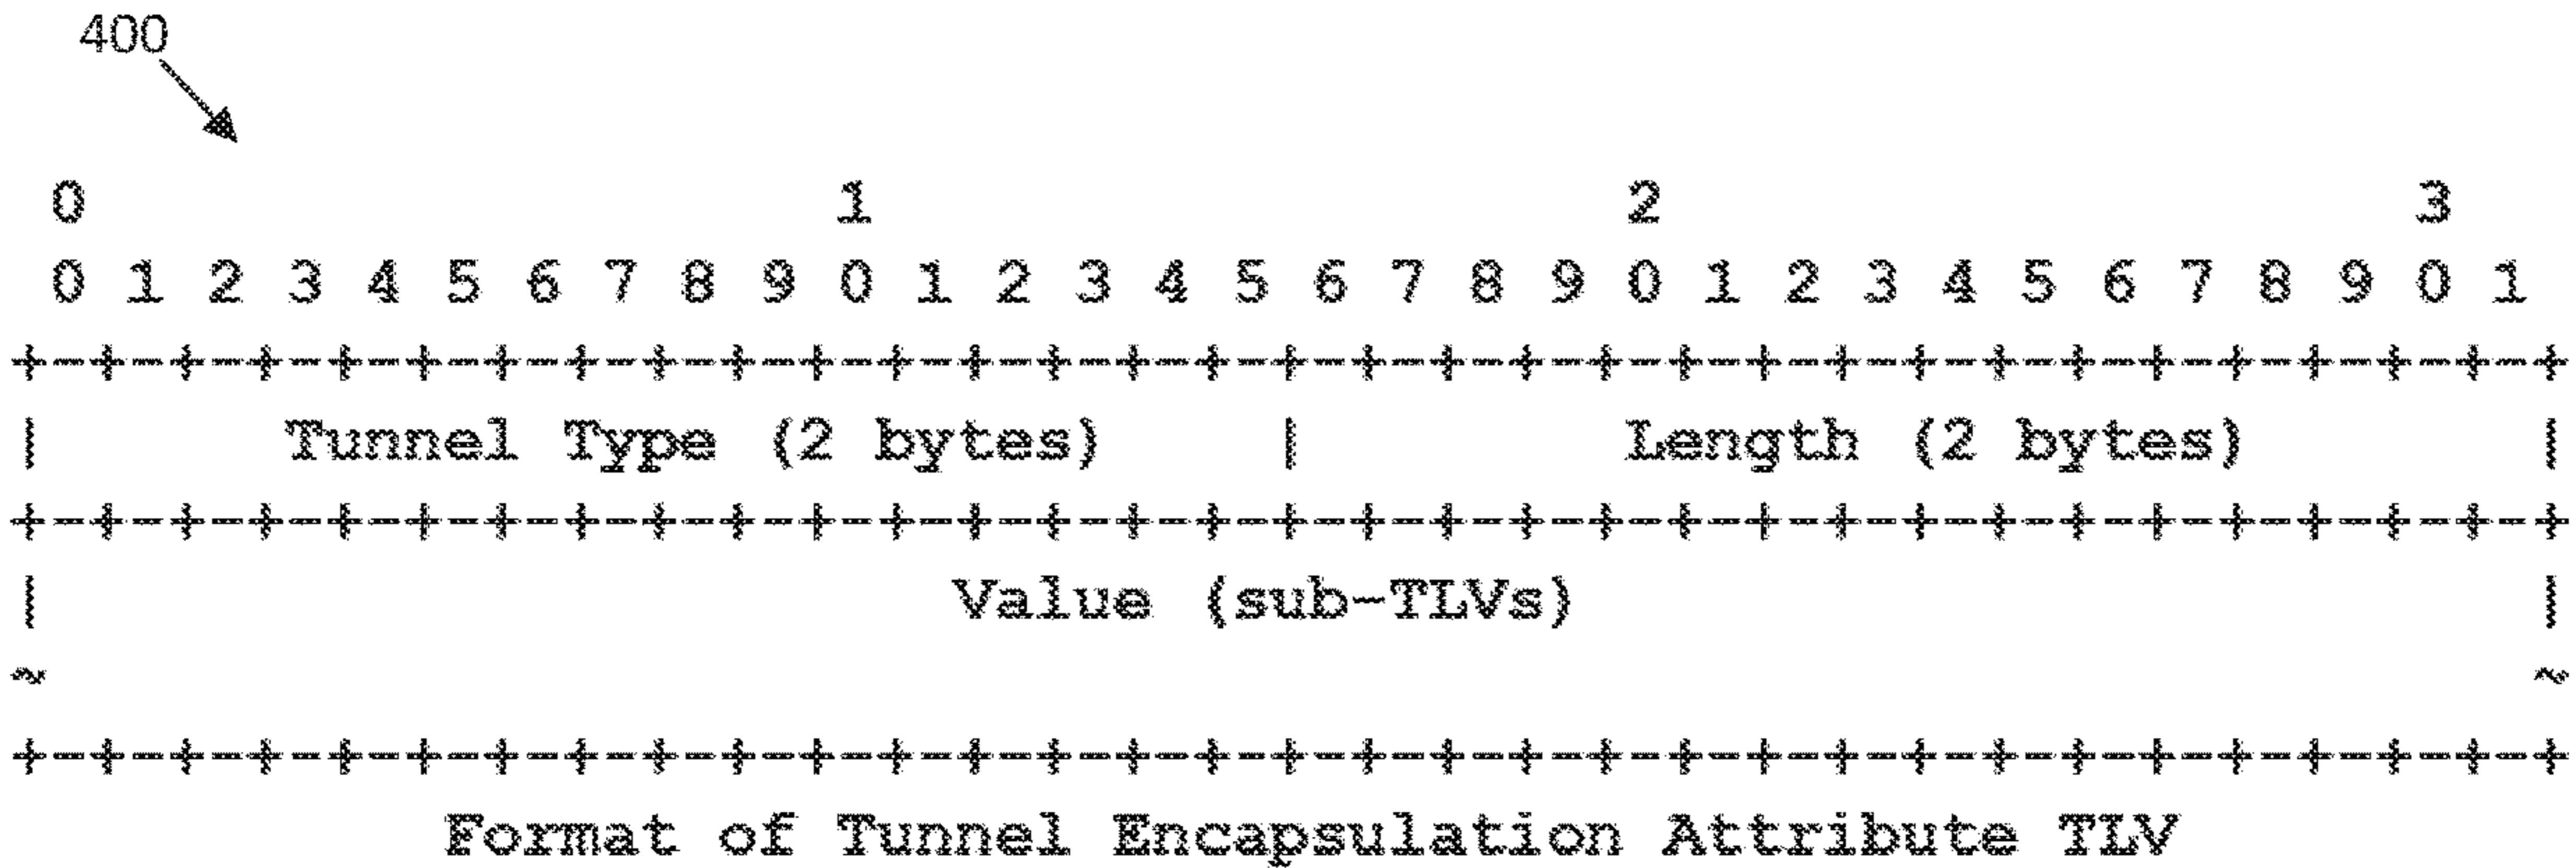 400
0                   1                   2                   3
0 1 2 3 4 5 6 7 8 9 0 1 2 3 4 5 6 7 8 9 0 1 2 3 4 5 6 7 8 9 0 1
+-+-+-+-+-+-+-+-+-+-+-+-+-+-+-+-+-+-+-+-+-+-+-+-+-+-+-+-+-+-+-+-+
|      Tunnel Type (2 bytes)    |        Length (2 bytes)       |
+-+-+-+-+-+-+-+-+-+-+-+-+-+-+-+-+-+-+-+-+-+-+-+-+-+-+-+-+-+-+-+-+
|                       Value (sub-TLVs)                        |
~                                                               ~
+-+-+-+-+-+-+-+-+-+-+-+-+-+-+-+-+-+-+-+-+-+-+-+-+-+-+-+-+-+-+-+-+
Format of Tunnel Encapsulation Attribute TLV